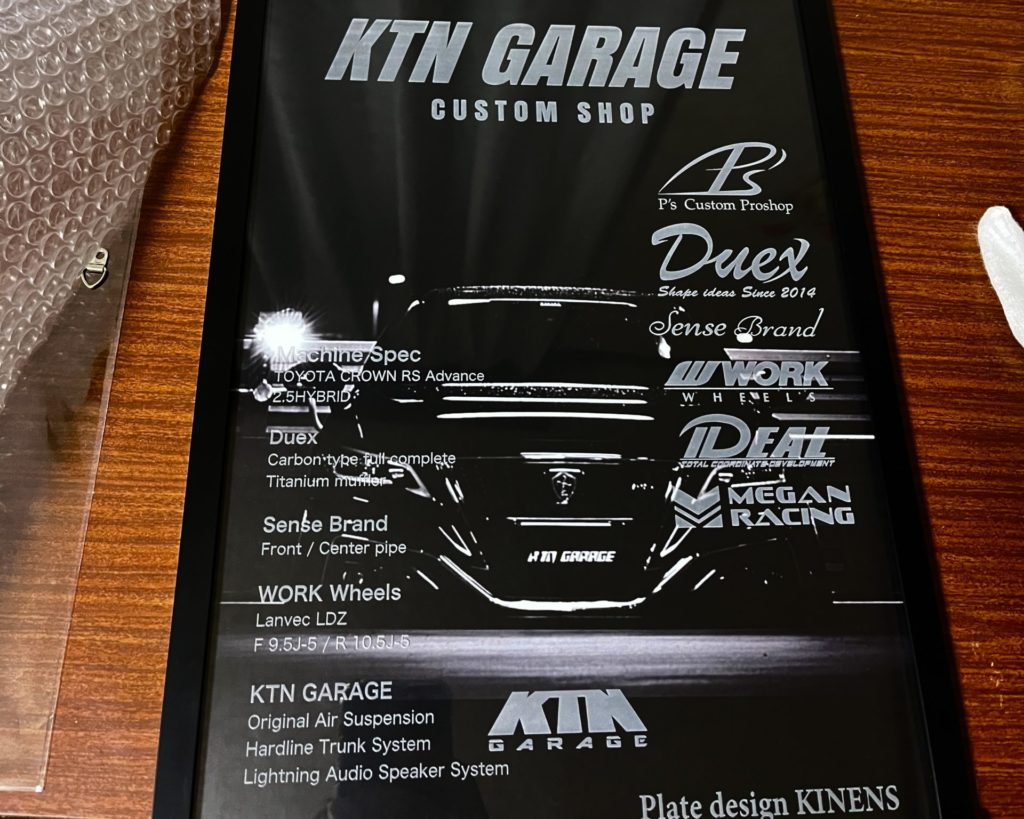 KTN GARAGE
CUSTOM SHOP
P's
P's Custom Proshop
Duex
Shape ideas Since 2014
Sense Brand
WORK
WHEELS
IDEAL
TOTAL COORDINATE DEVELOPMENT
MEGAN
RACING
Machine Spec
TOYOTA CROWN RS Advance
2.5HYBRID
Duex
Carbon type full complete
Titanium muffler
Sense Brand
Front / Center pipe
WORK Wheels
Lanvec LDZ
F 9.5J-5 / R 10.5J-5
KTN GARAGE
Original Air Suspension
Hardline Trunk System
Lightning Audio Speaker System
KTN GARAGE
KTN
GARAGE
Plate design KINENS